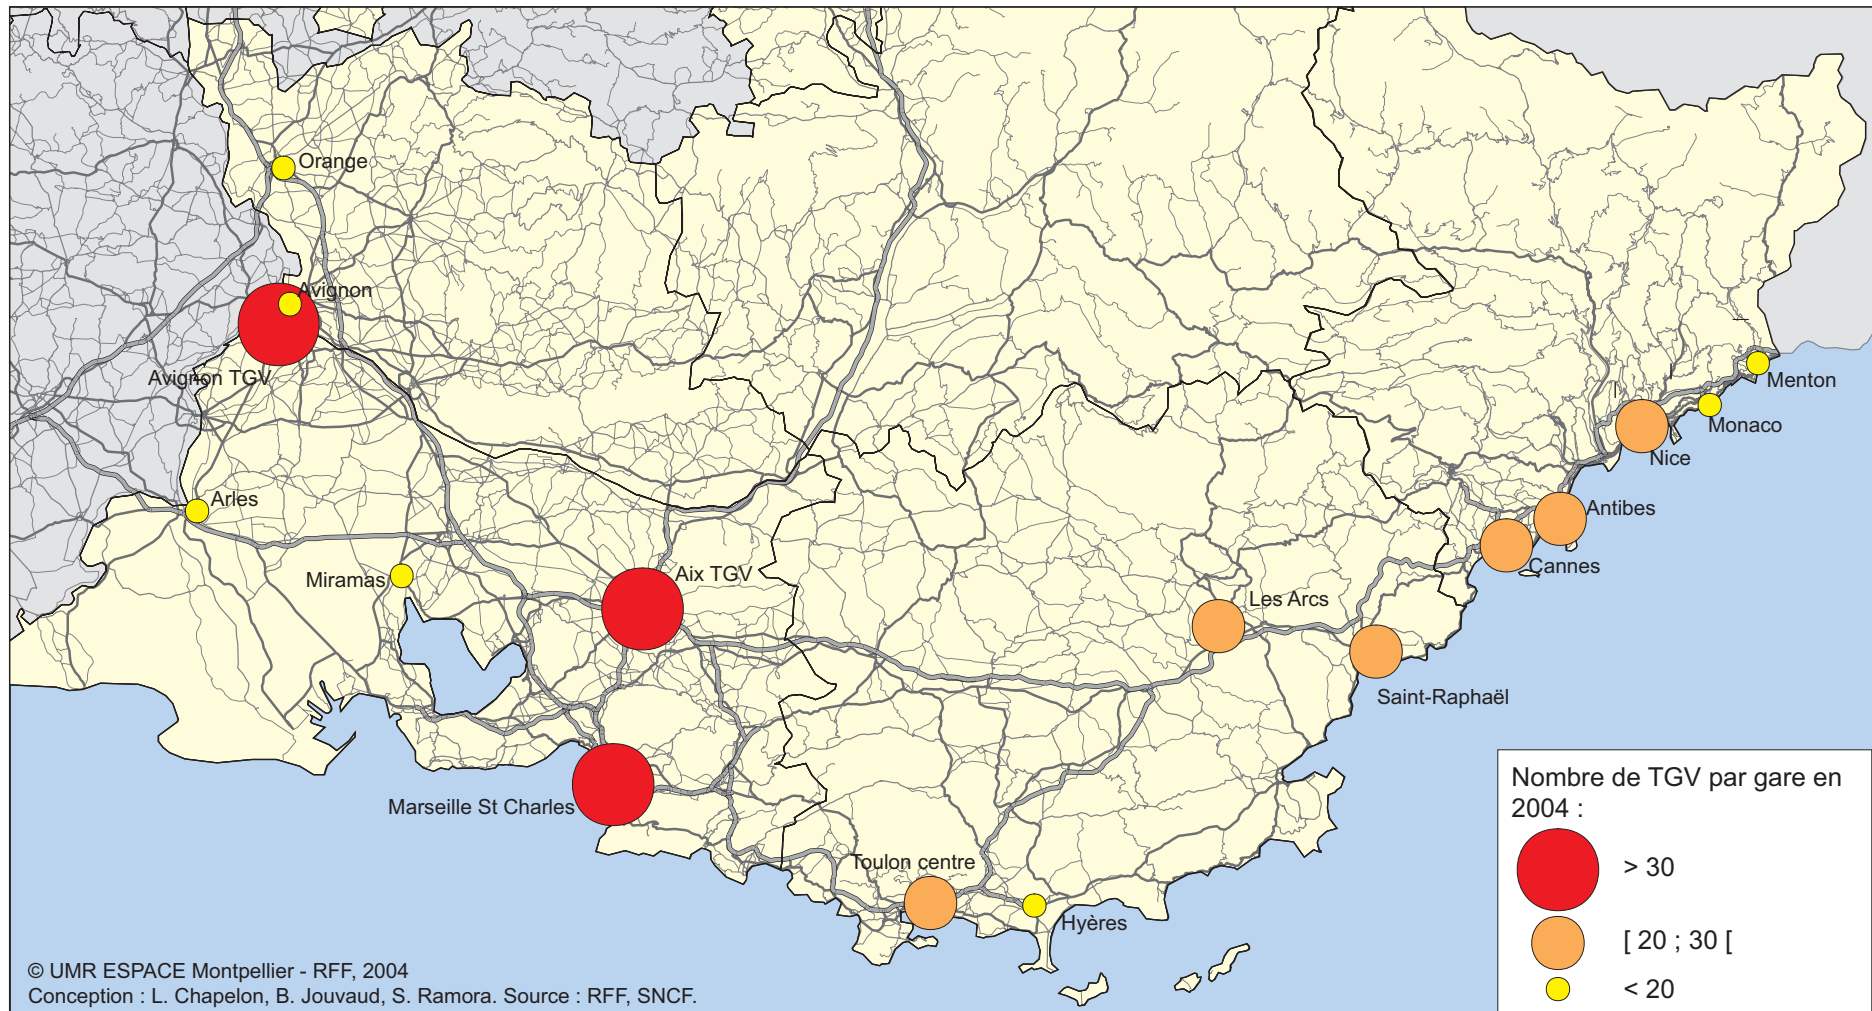 Orange
Avignon
Avignon TGV
Menton
Monaco
Nice
Arles
Antibes
Cannes
Miramas
Aix TGV
Les Arcs
Saint-Raphaël
Marseille St Charles
Toulon centre
Hyères
Nombre de TGV par gare en
2004 :
> 30
[ 20 ; 30 [
< 20
© UMR ESPACE Montpellier - RFF, 2004
Conception : L. Chapelon, B. Jouvaud, S. Ramora. Source : RFF, SNCF.